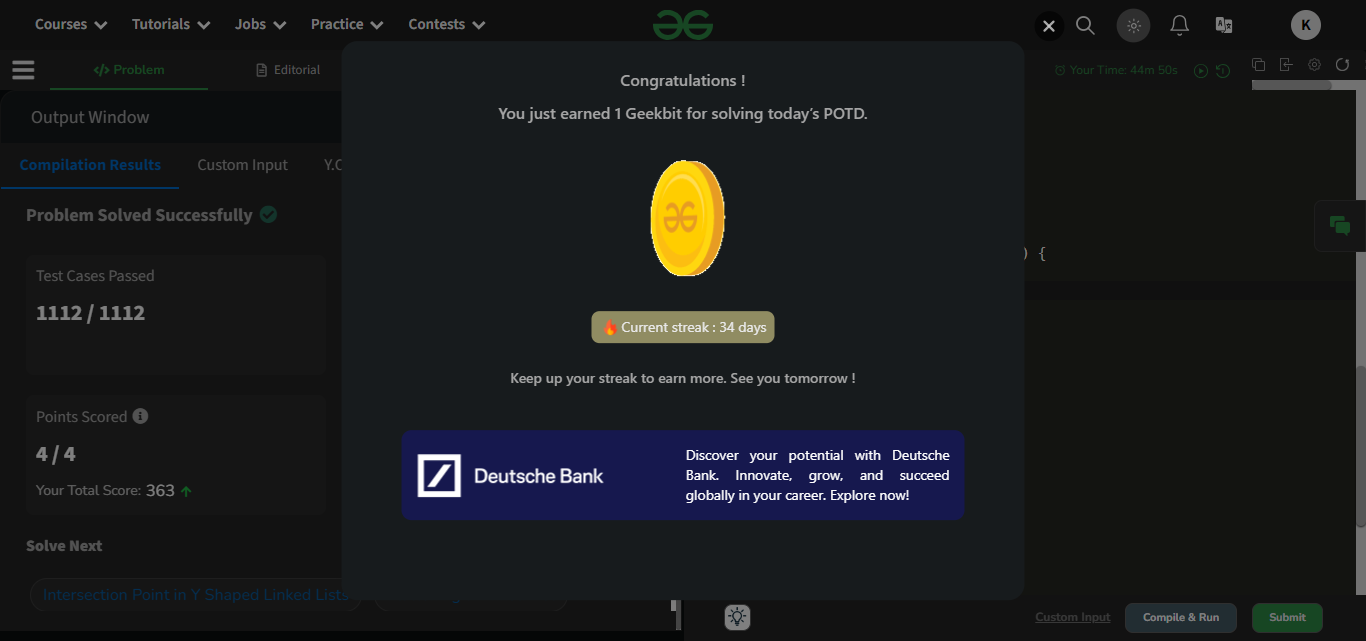 Courses Tutorials Jobs Practice Contests
K
Problem Editorial
Your Time: 44m 50s
Output Window
Compilation Results Custom Input
Problem Solved Successfully
Test Cases Passed
1112 / 1112
Points Scored
4 / 4
Your Total Score: 363
Solve Next
Intersection Point in Y Shaped Linked Lists
Congratulations !
You just earned 1 Geekbit for solving today's POTD.
Current streak : 34 days
Keep up your streak to earn more. See you tomorrow !
Deutsche Bank
Discover your potential with Deutsche
Bank. Innovate, grow, and succeed
globally in your career. Explore now!
) {
Custom Input Compile & Run Submit